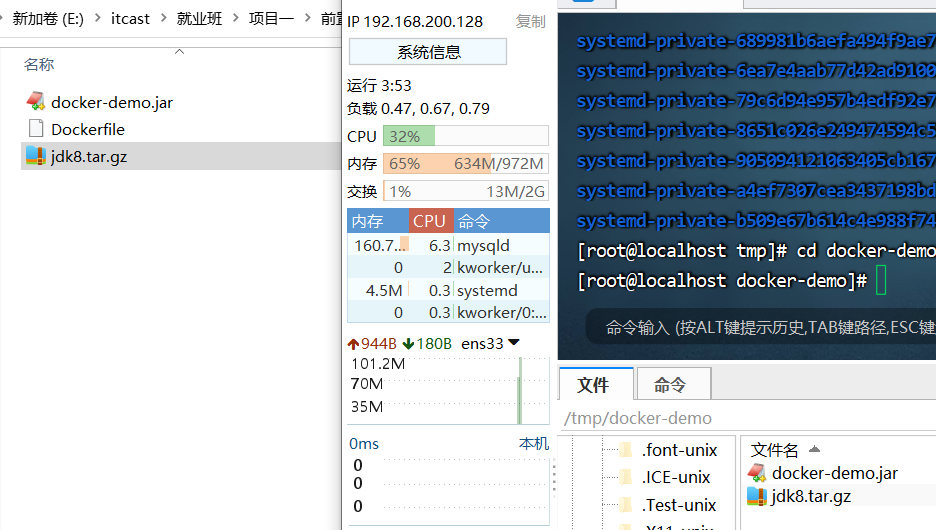 新加卷 (E:) > itcast > 就业班 > 项目一 > 前置
名称
docker-demo.jar
Dockerfile
jdk8.tar.gz
IP 192.168.200.128 复制
系统信息
运行 3:53
负载 0.47, 0.67, 0.79
CPU 32%
内存 65% 634M/972M
交换 1% 13M/2G
内存 CPU 命令
160.7... 6.3 mysqld
0 2 kworker/u...
4.5M 0.3 systemd
0 0.3 kworker/0:...
944B 180B ens33
101.2M
70M
35M
0ms 本机
0
0
0
systemd-private-689981b6aefa494f9ae7
systemd-private-6ea7e4aab77d42ad9100
systemd-private-79c6d94e957b4edf92e7
systemd-private-8651c026e249474594c5
systemd-private-905094121063405cb167
systemd-private-a4ef7307cea3437198bd
systemd-private-b509e67b614c4e988f74
[root@localhost tmp]# cd docker-demo
[root@localhost docker-demo]#
命令输入 (按ALT键提示历史,TAB键路径,ESC键
文件 命令
/tmp/docker-demo
.font-unix
.ICE-unix
.Test-unix
.X11-unix
文件名
docker-demo.jar
jdk8.tar.gz